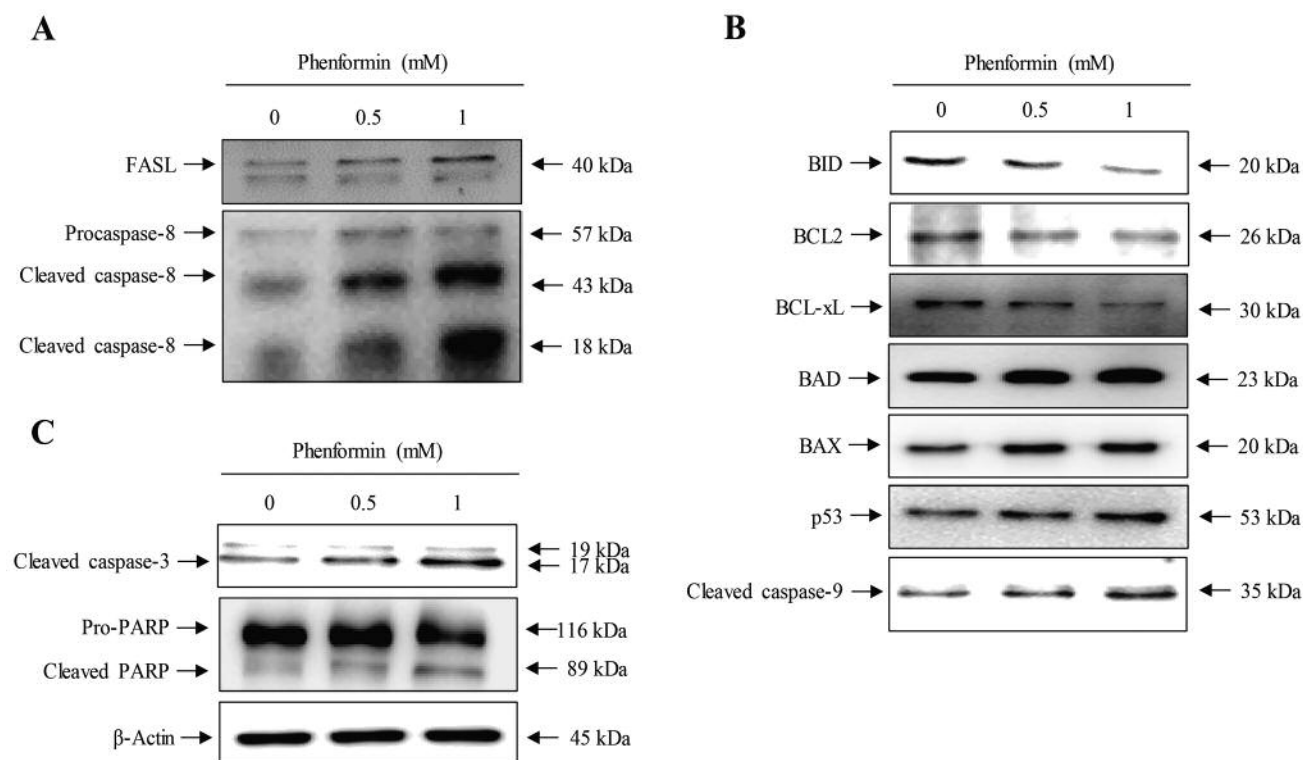 A
Phenformin (mM)
0 0.5 1
FASL 40 kDa
Procaspase-8 57 kDa
Cleaved caspase-8 43 kDa
Cleaved caspase-8 18 kDa
B
Phenformin (mM)
0 0.5 1
BID 20 kDa
BCL2 26 kDa
BCL-xL 30 kDa
BAD 23 kDa
BAX 20 kDa
p53 53 kDa
Cleaved caspase-9 35 kDa
C
Phenformin (mM)
0 0.5 1
19 kDa
Cleaved caspase-3 17 kDa
Pro-PARP 116 kDa
Cleaved PARP 89 kDa
β-Actin 45 kDa